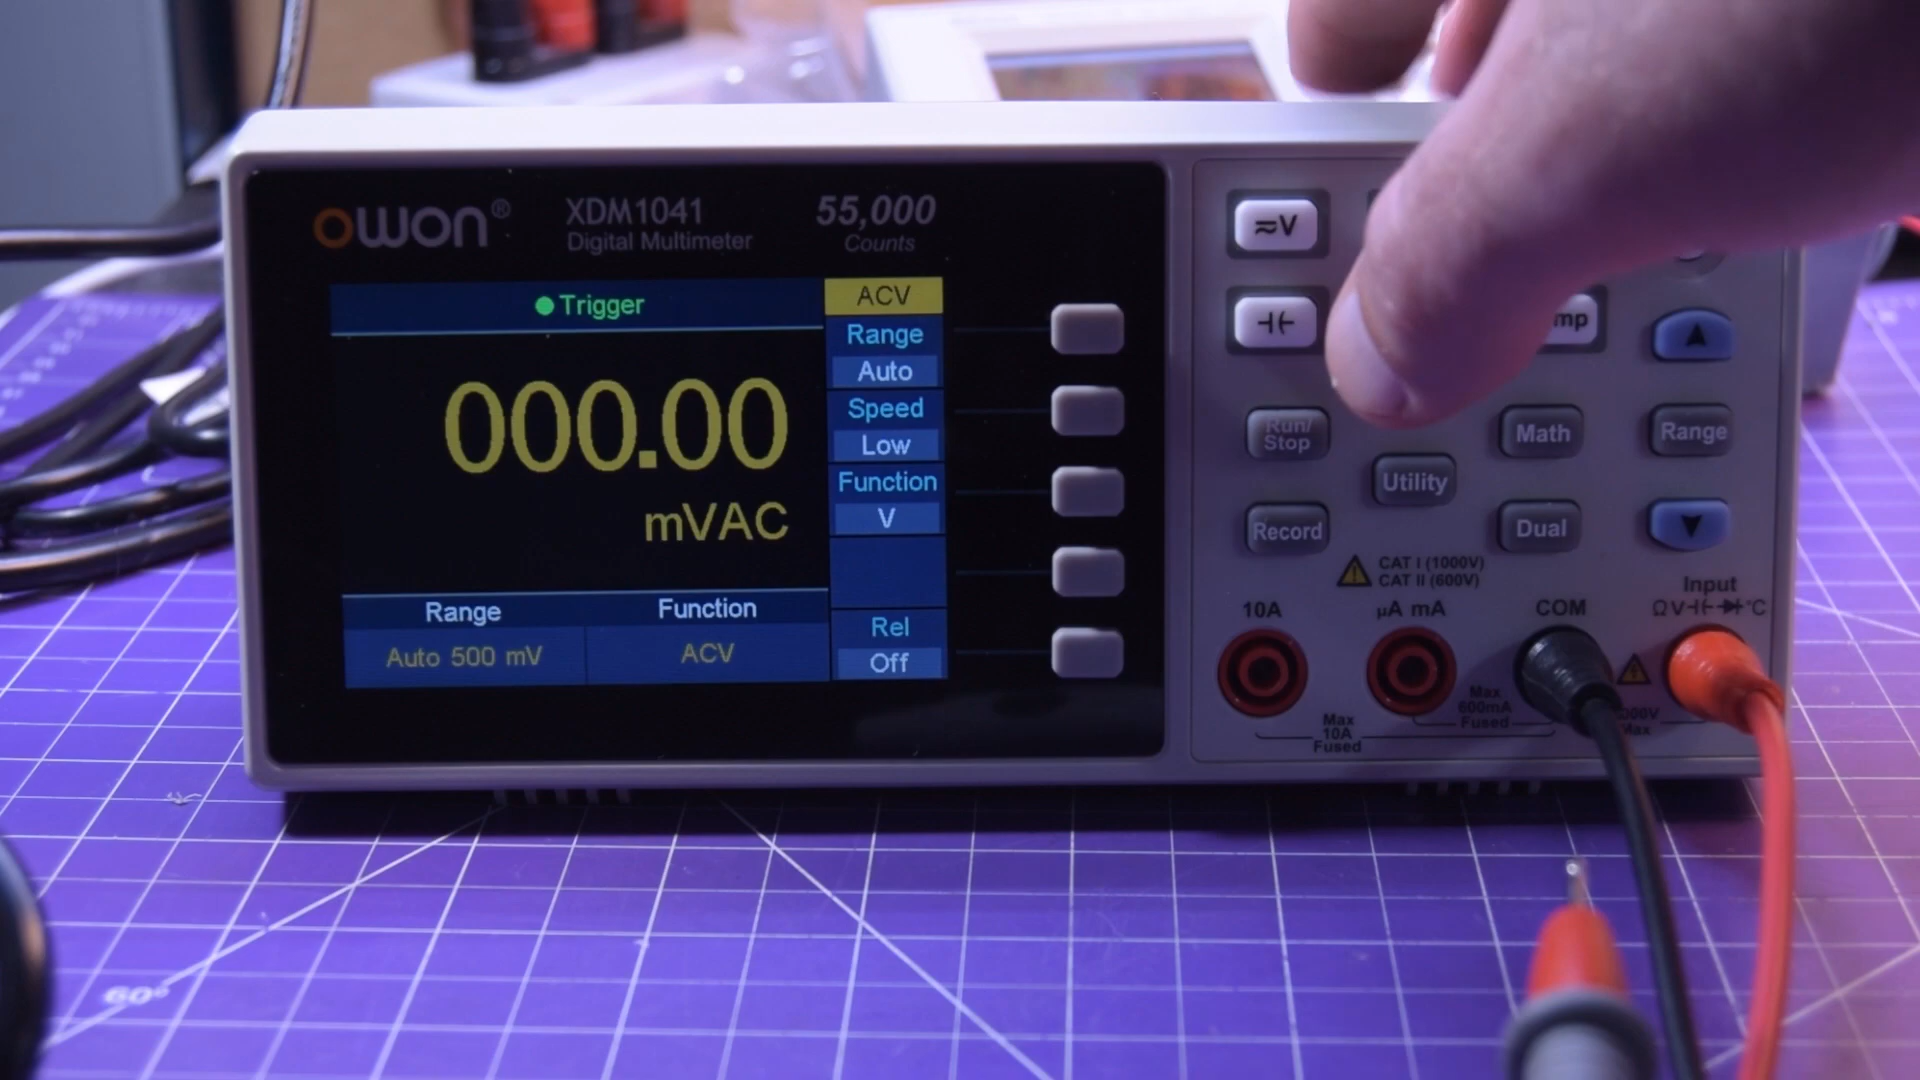 owon®
XDM1041
Digital Multimeter
55,000
Counts
Trigger
000.00
mVAC
Range
Function
Auto 500 mV
ACV
ACV
Range
Auto
Speed
Low
Function
V
Rel
Off
≂V
mp
Run/
Stop
Utility
Math
Range
Record
Dual
CAT I (1000V)
CAT II (600V)
10A
µA mA
COM
Input
ΩV⊣⊢ °C
Max
10A
Fused
Max
600mA
Fused
Max
60°